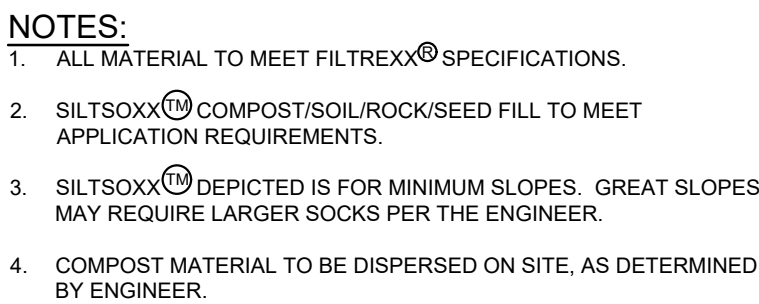 NOTES:
1. ALL MATERIAL TO MEET FILTREXX® SPECIFICATIONS.
2. SILTSOXX™ COMPOST/SOIL/ROCK/SEED FILL TO MEET
APPLICATION REQUIREMENTS.
3. SILTSOXX™ DEPICTED IS FOR MINIMUM SLOPES. GREAT SLOPES
MAY REQUIRE LARGER SOCKS PER THE ENGINEER.
4. COMPOST MATERIAL TO BE DISPERSED ON SITE, AS DETERMINED
BY ENGINEER.